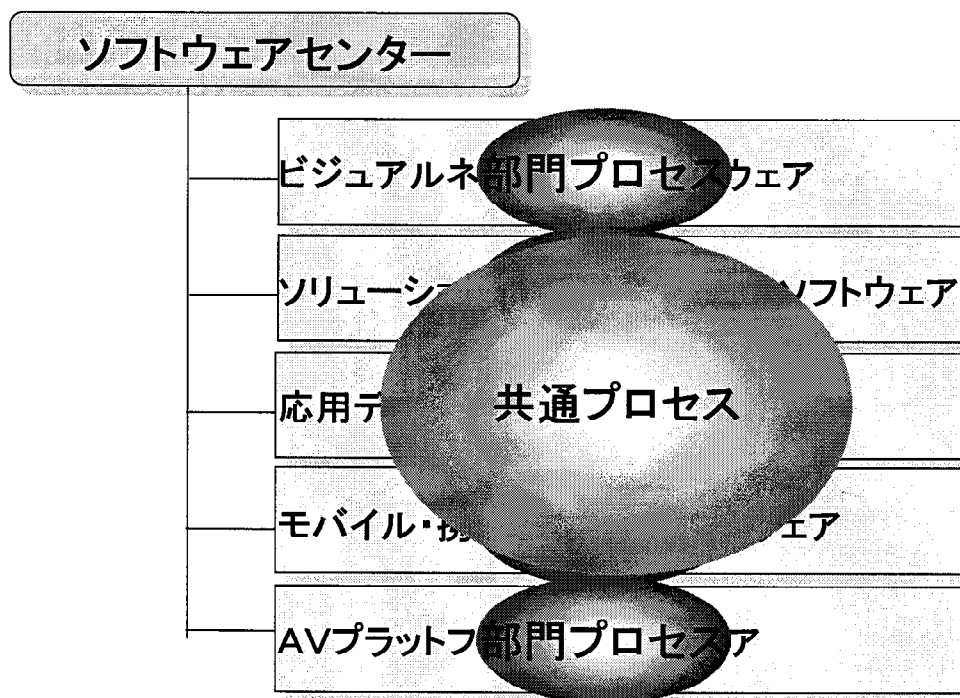 ソフトウェアセンター
ビジュアルネ部門プロセスウェア
ソリューシ ソフトウェア
応用デ 共通プロセス
モバイル・携 ウェア
AVプラットフ部門プロセスア